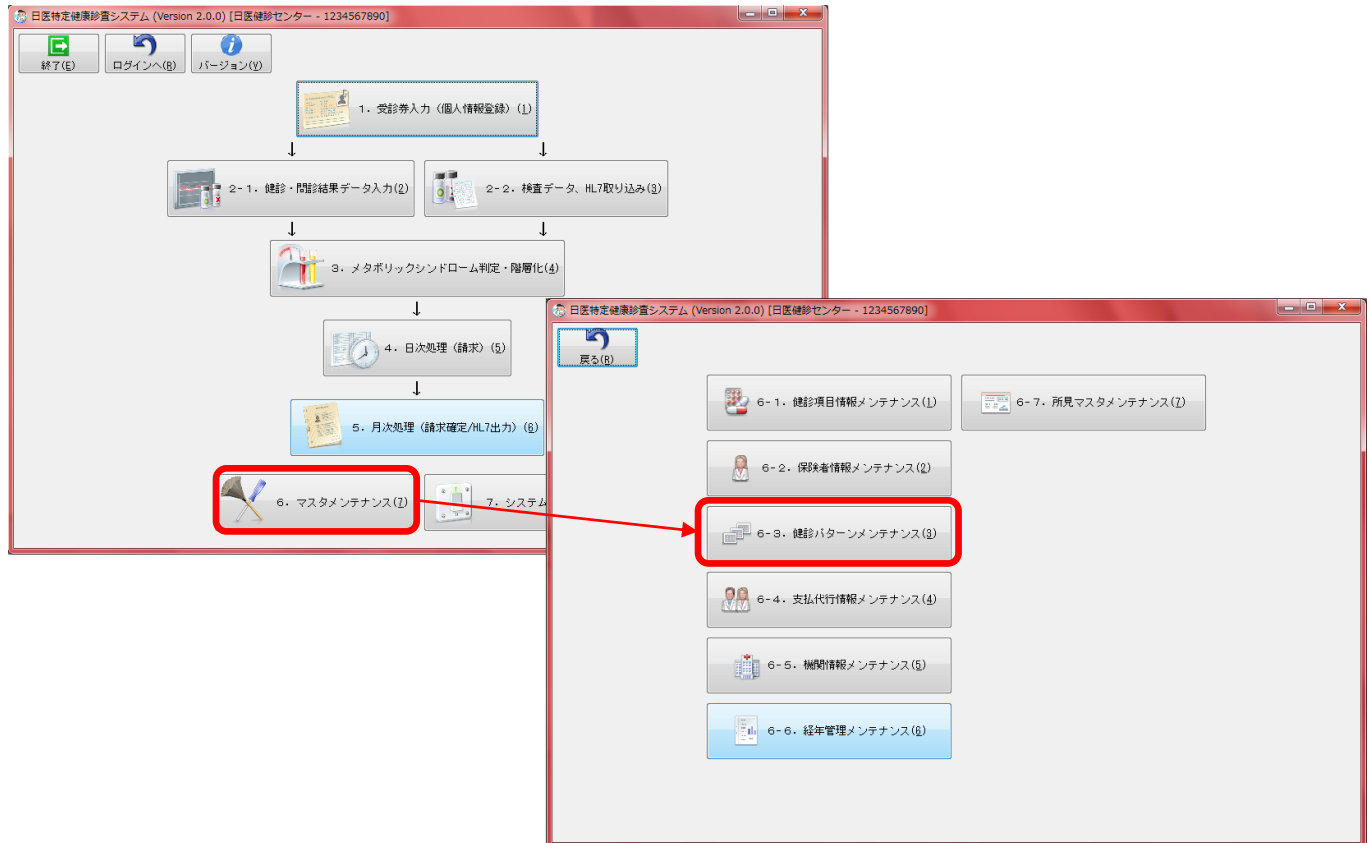 日医特定健康診査システム (Version 2.0.0) [日医健診センター - 1234567890]
終了(E) ログインへ(R) バージョン(V)
1. 受診券入力（個人情報登録）(1)
↓ ↓
2-1. 健診・問診結果データ入力(2) 2-2. 検査データ、HL7取り込み(3)
↓ ↓
3. メタボリックシンドローム判定・階層化(4)
↓
4. 日次処理（請求）(5)
↓
5. 月次処理（請求確定/HL7出力）(6)
6. マスタメンテナンス(7) 7. システム
日医特定健康診査システム (Version 2.0.0) [日医健診センター - 1234567890]
戻る(R)
6-1. 健診項目情報メンテナンス(1) 6-7. 所見マスタメンテナンス(7)
6-2. 保険者情報メンテナンス(2)
6-3. 健診パターンメンテナンス(3)
6-4. 支払代行情報メンテナンス(4)
6-5. 機関情報メンテナンス(5)
6-6. 経年管理メンテナンス(6)